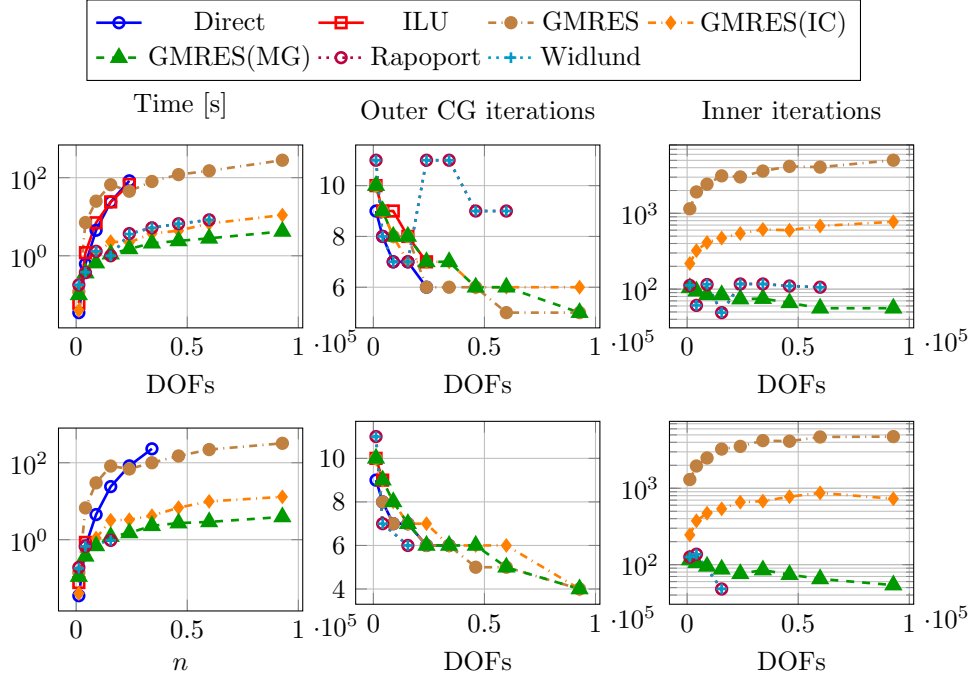 Direct ILU GMRES GMRES(IC)
GMRES(MG) Rapoport Widlund
Time [s] Outer CG iterations Inner iterations
10^2
10^0
0 0.5 1 ·10^5
DOFs
10
8
6
0 0.5 1 ·10^5
DOFs
10^3
10^2
0 0.5 1 ·10^5
DOFs
10^2
10^0
0 0.5 1 ·10^5
n
10
8
6
4
0 0.5 1 ·10^5
DOFs
10^3
10^2
0 0.5 1 ·10^5
DOFs